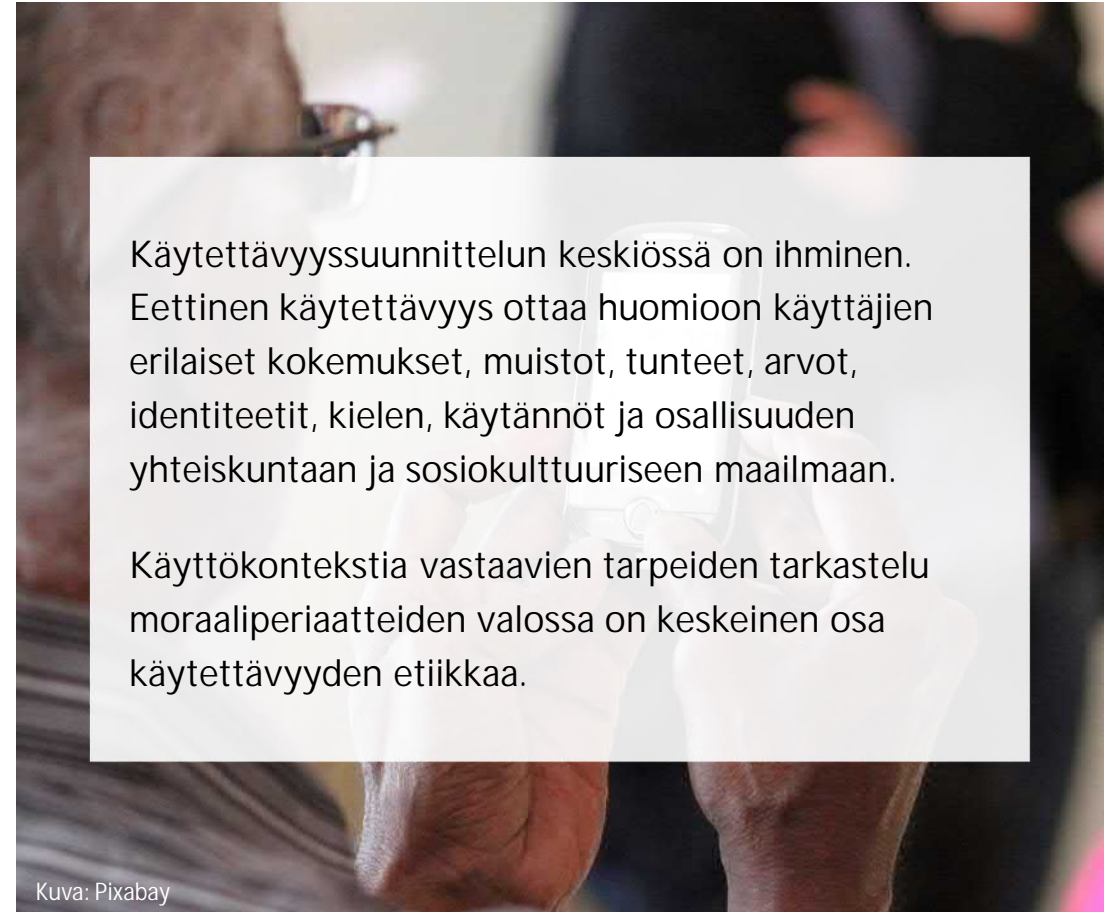 Käytettävyyssuunnittelun keskiössä on ihminen.
Eettinen käytettävyys ottaa huomioon käyttäjien
erilaiset kokemukset, muistot, tunteet, arvot,
identiteetit, kielen, käytännöt ja osallisuuden
yhteiskuntaan ja sosiokulttuuriseen maailmaan.
Käyttökontekstia vastaavien tarpeiden tarkastelu
moraaliperiaatteiden valossa on keskeinen osa
käytettävyyden etiikkaa.
Kuva: Pixabay